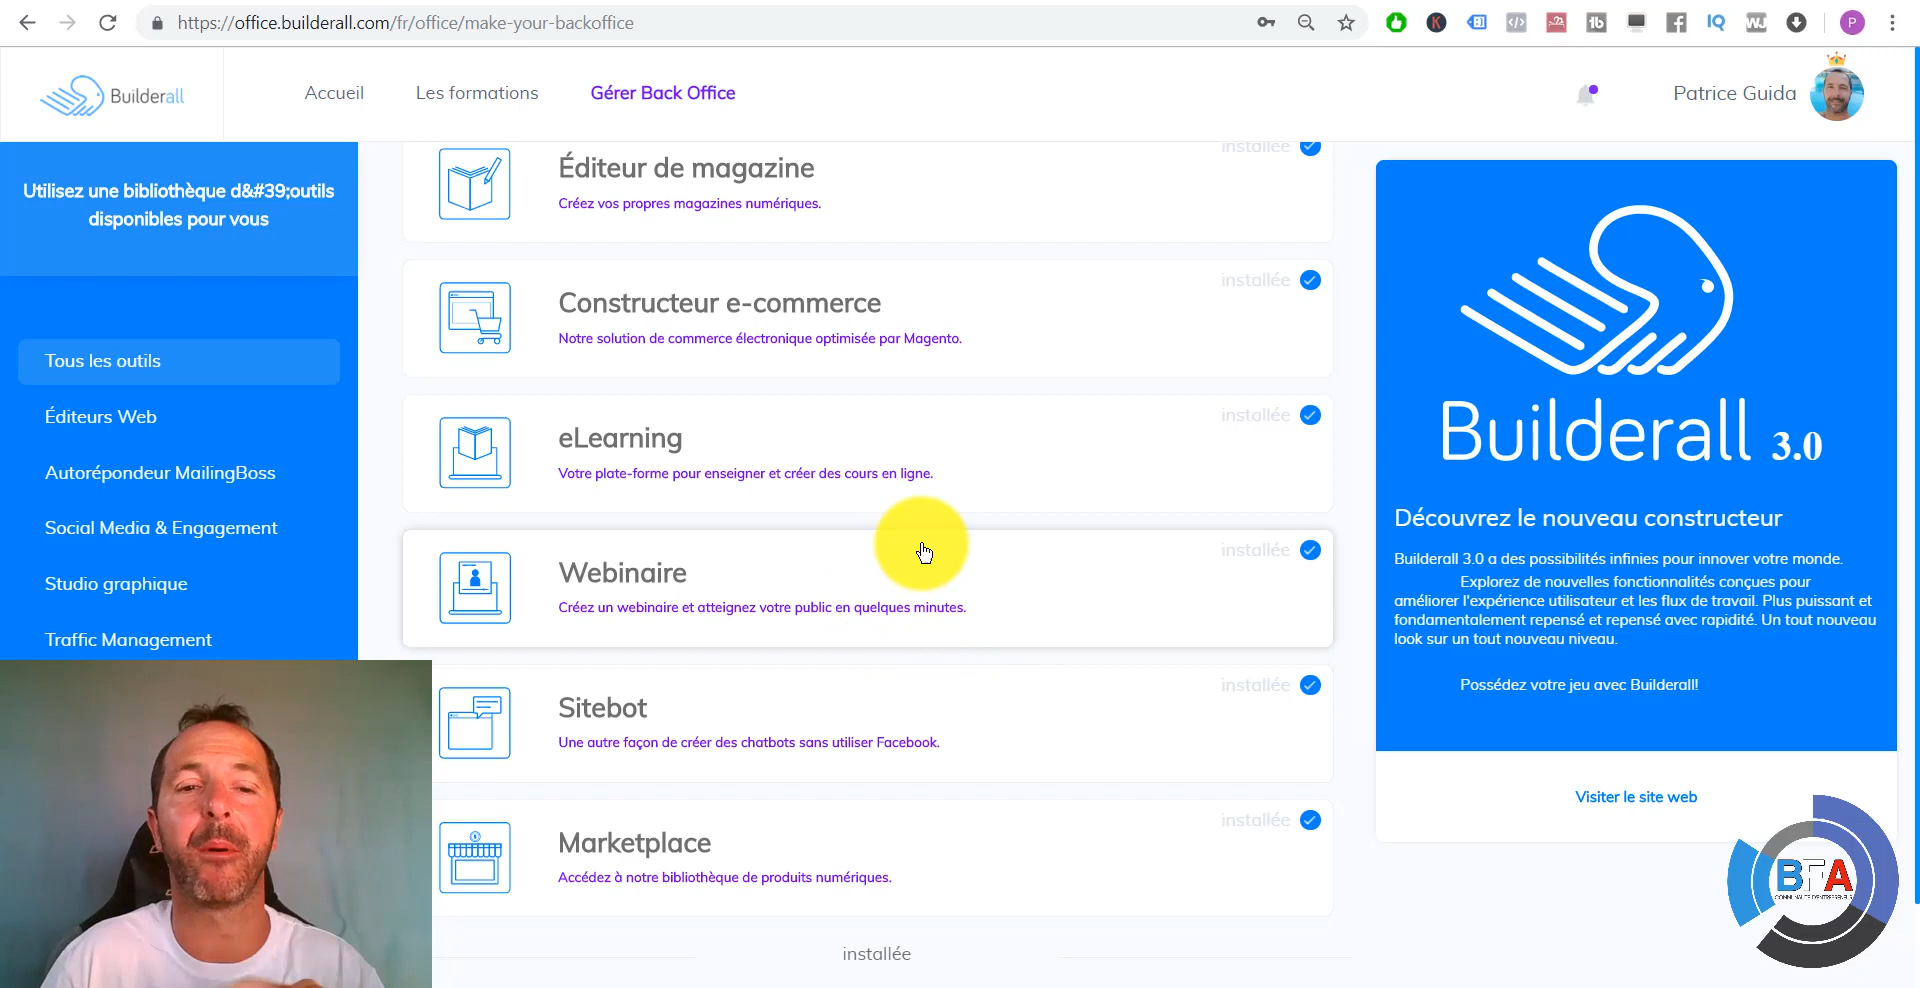 https://office.builderall.com/fr/office/make-your-backoffice
Builderall
Accueil
Les formations
Gérer Back Office
Patrice Guida
Utilisez une bibliothèque d&#39;outils
disponibles pour vous
Tous les outils
Éditeurs Web
Autorépondeur MailingBoss
Social Media & Engagement
Studio graphique
Traffic Management
installée
Éditeur de magazine
Créez vos propres magazines numériques.
installée
Constructeur e-commerce
Notre solution de commerce électronique optimisée par Magento.
installée
eLearning
Votre plate-forme pour enseigner et créer des cours en ligne.
installée
Webinaire
Créez un webinaire et atteignez votre public en quelques minutes.
installée
Sitebot
Une autre façon de créer des chatbots sans utiliser Facebook.
installée
Marketplace
Accédez à notre bibliothèque de produits numériques.
installée
Builderall 3.0
Découvrez le nouveau constructeur
Builderall 3.0 a des possibilités infinies pour innover votre monde.
Explorez de nouvelles fonctionnalités conçues pour
améliorer l'expérience utilisateur et les flux de travail. Plus puissant et
fondamentalement repensé et repensé avec rapidité. Un tout nouveau
look sur un tout nouveau niveau.
Possédez votre jeu avec Builderall!
Visiter le site web
BFA
COMMUNAUTÉ D'ENTREPRENEURS